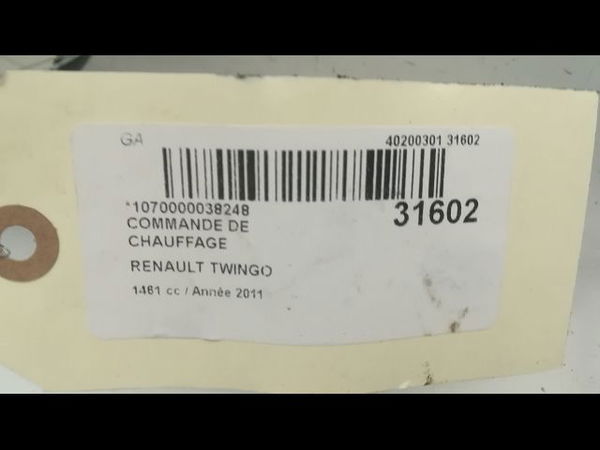 GA
40200301 31602
*1070000038248
31602
COMMANDE DE
CHAUFFAGE
RENAULT TWINGO
1461 cc / Année 2011